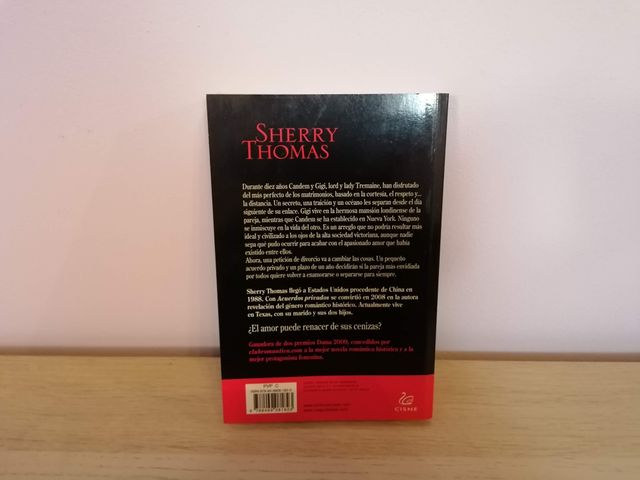 SHERRY
THOMAS
Durante diez años Camdem y Gigi, lord y lady Tremaine, han disfrutado
del más perfecto de los matrimonios, basado en la cortesía, el respeto y...
la distancia. Un secreto, una traición y un océano les separan desde el día
siguiente de su enlace. Gigi vive en la hermosa mansión londinense de la
pareja, mientras que Camdem se ha establecido en Nueva York. Ninguno
se inmiscuye en la vida del otro. Es un arreglo que no podría resultar más
ideal y civilizado a los ojos de la alta sociedad victoriana, aunque nadie
sepa qué pudo ocurrir para acabar con el apasionado amor que había
existido entre ellos.
Ahora, una petición de divorcio va a cambiar las cosas. Un pequeño
acuerdo privado y un plazo de un año decidirán si la pareja más envidiada
por todos quiere volver a enamorarse o separarse para siempre.
Sherry Thomas llegó a Estados Unidos procedente de China en
1988. Con Acuerdos privados se convirtió en 2008 en la autora
revelación del género romántico histórico. Actualmente vive
en Texas, con su marido y sus dos hijos.
¿El amor puede renacer de sus cenizas?
Ganadora de dos premios Dama 2009, concedidos por
clubromantica.com a la mejor novela romántica histórica y a la
mejor protagonista femenina.
PVP C
CISNE